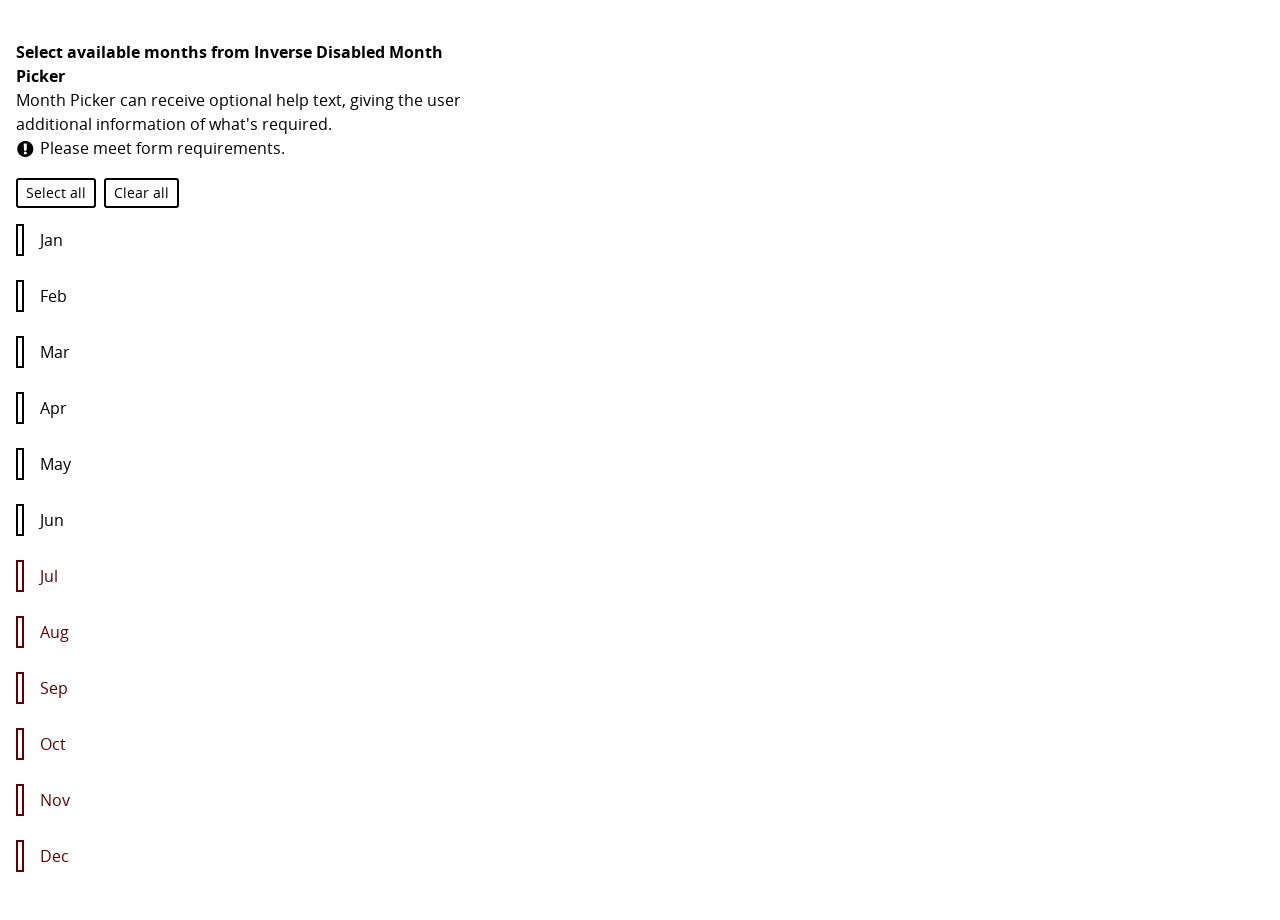 Select available months from Inverse Disabled Month
Picker
Month Picker can receive optional help text, giving the user
additional information of what's required.
Please meet form requirements.
Select all Clear all
Jan
Feb
Mar
Apr
May
Jun
Jul
Aug
Sep
Oct
Nov
Dec